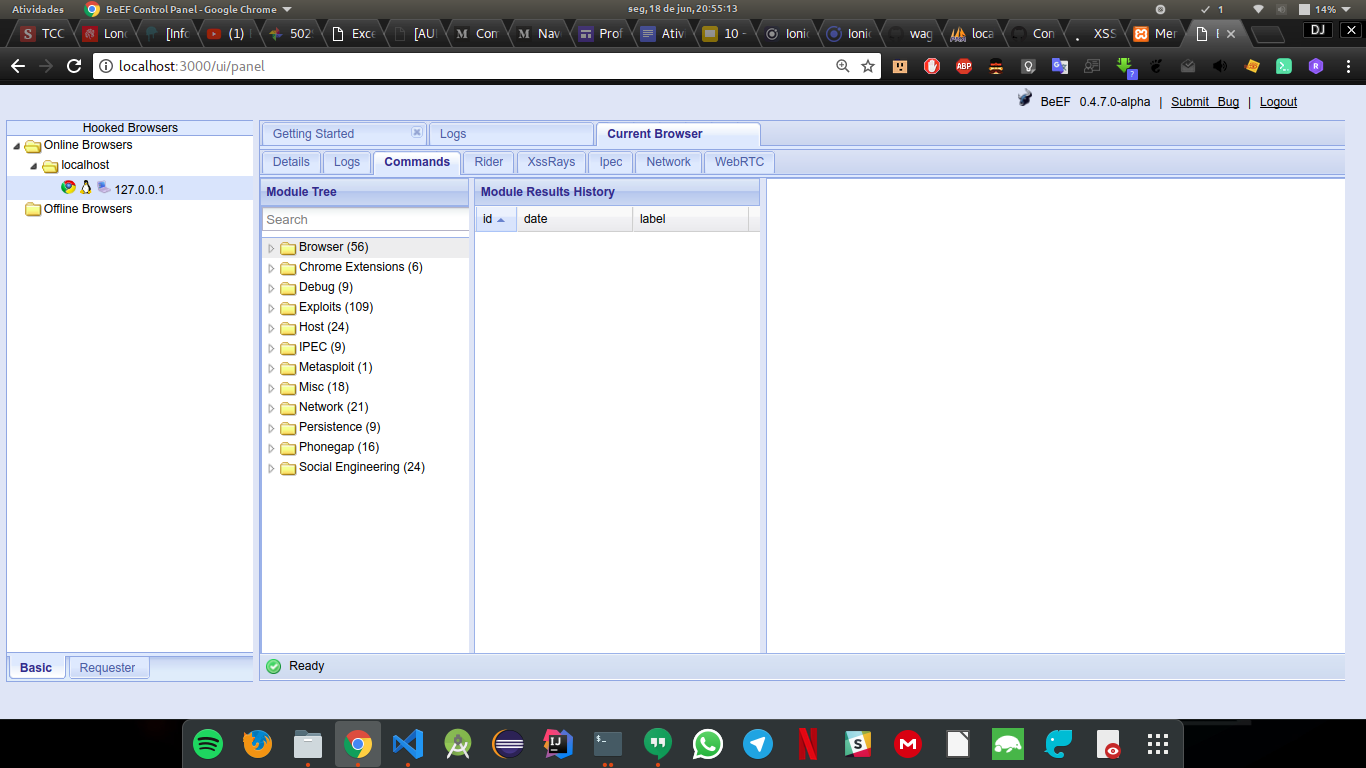 Atividades BeEF Control Panel - Google Chrome seg, 18 de jun, 20:55:13 1 14%
TCC Lon [Info (1) 502 Exce [AU Com Nav Prof Ativ 10 - Ionic Ionic wag loca Con XSS Mer DJ
localhost:3000/ui/panel
BeEF 0.4.7.0-alpha | Submit Bug | Logout
Hooked Browsers
Online Browsers
localhost
127.0.0.1
Offline Browsers
Basic Requester
Getting Started Logs Current Browser
Details Logs Commands Rider XssRays Ipec Network WebRTC
Module Tree
Search
Browser (56)
Chrome Extensions (6)
Debug (9)
Exploits (109)
Host (24)
IPEC (9)
Metasploit (1)
Misc (18)
Network (21)
Persistence (9)
Phonegap (16)
Social Engineering (24)
Module Results History
id date label
Ready